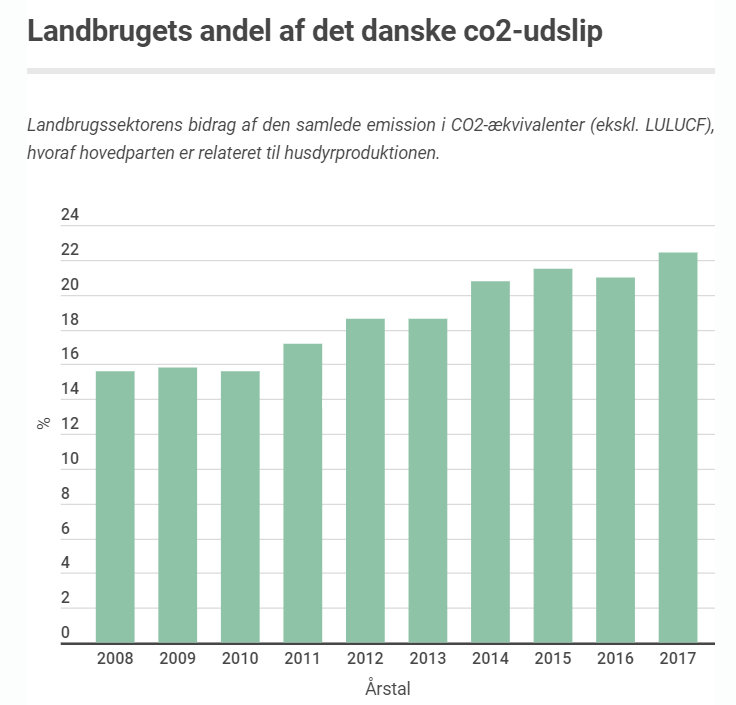 Landbrugets andel af det danske co2-udslip
Landbrugssektorens bidrag af den samlede emission i CO2-ækvivalenter (ekskl. LULUCF),
hvoraf hovedparten er relateret til husdyrproduktionen.
24
22
20
18
16
14
%
12
10
8
6
4
2
0
2008 2009 2010 2011 2012 2013 2014 2015 2016 2017
Årstal